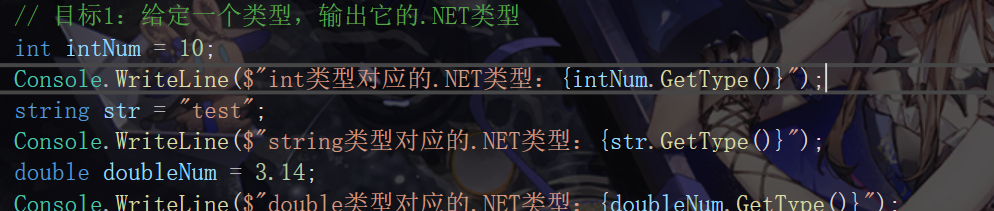 // 目标1：给定一个类型，输出它的.NET类型
int intNum = 10;
Console.WriteLine($"int类型对应的.NET类型：{intNum.GetType()}");
string str = "test";
Console.WriteLine($"string类型对应的.NET类型：{str.GetType()}");
double doubleNum = 3.14;
Console.WriteLine($"double类型对应的.NET类型：{doubleNum.GetType()}");